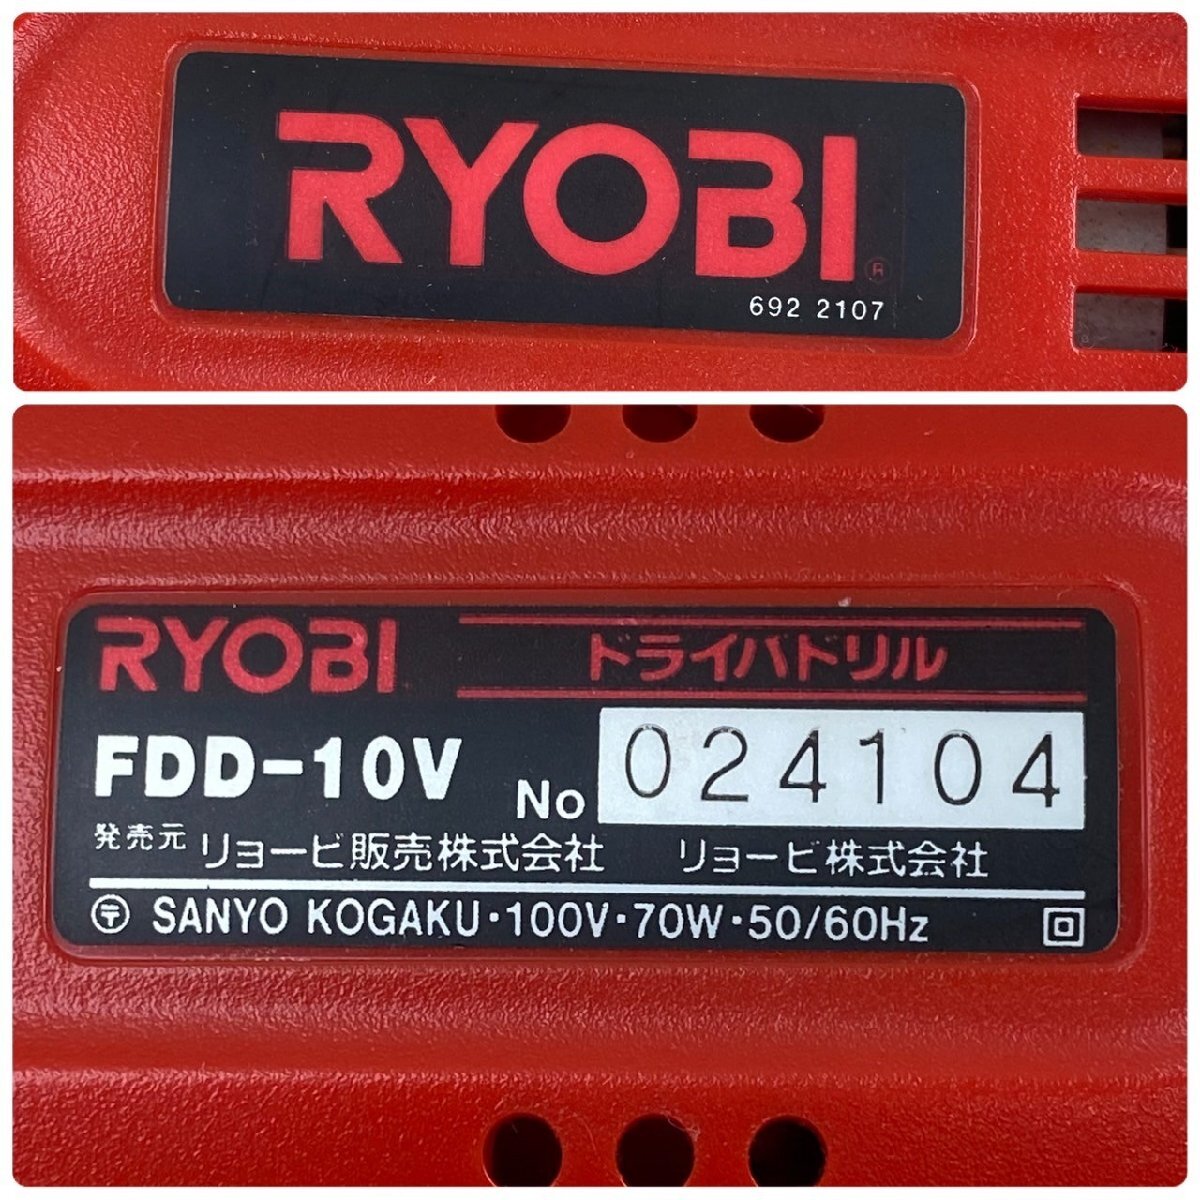 RYOBI®
692 2107
RYOBI ドライバドリル
FDD-10V No 024104
発売元 リョービ販売株式会社 リョービ株式会社
〒 SANYO KOGAKU・100V・70W・50/60Hz